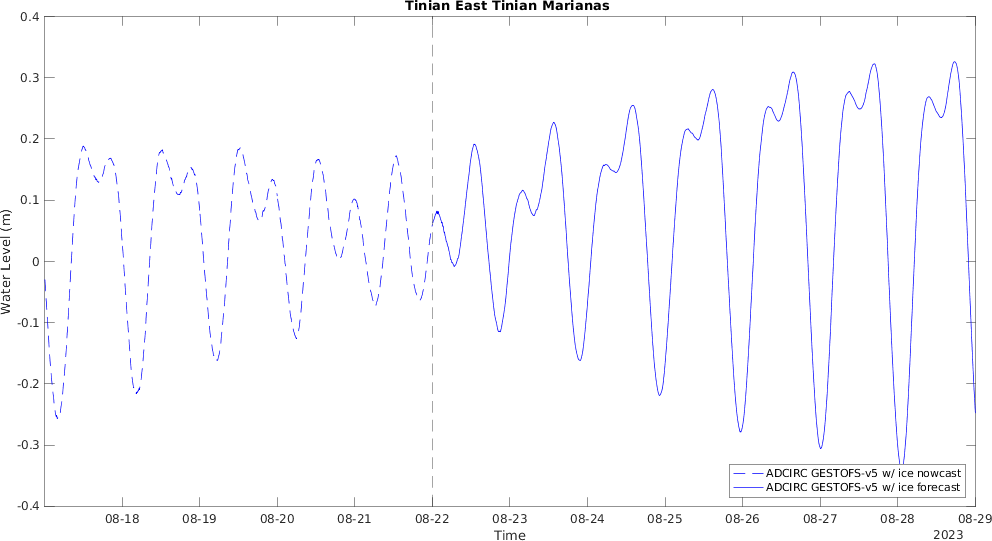 Tinian East Tinian Marianas
0.4
0.3
0.2
0.1
0
-0.1
-0.2
-0.3
-0.4
Water Level (m)
ADCIRC GESTOFS-v5 w/ ice nowcast
ADCIRC GESTOFS-v5 w/ ice forecast
08-18 08-19 08-20 08-21 08-22 08-23 08-24 08-25 08-26 08-27 08-28 08-29
Time
2023